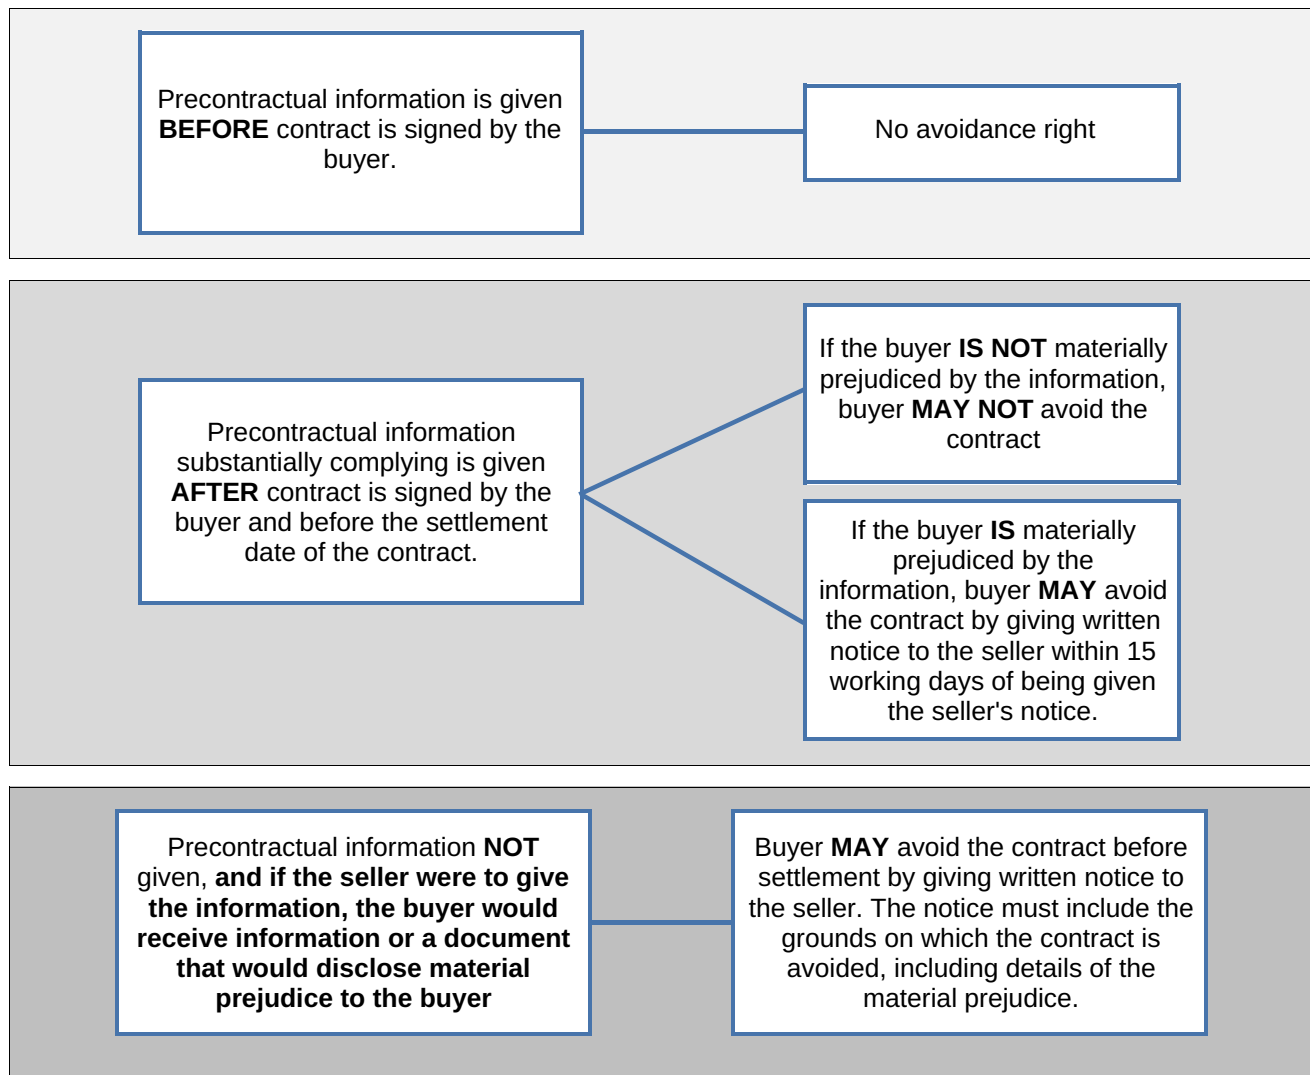 Precontractual information is given
BEFORE contract is signed by the
buyer.
No avoidance right
Precontractual information
substantially complying is given
AFTER contract is signed by the
buyer and before the settlement
date of the contract.
If the buyer IS NOT materially
prejudiced by the information,
buyer MAY NOT avoid the
contract
If the buyer IS materially
prejudiced by the
information, buyer MAY avoid
the contract by giving written
notice to the seller within 15
working days of being given
the seller's notice.
Precontractual information NOT
given, and if the seller were to give
the information, the buyer would
receive information or a document
that would disclose material
prejudice to the buyer
Buyer MAY avoid the contract before
settlement by giving written notice to
the seller. The notice must include the
grounds on which the contract is
avoided, including details of the
material prejudice.